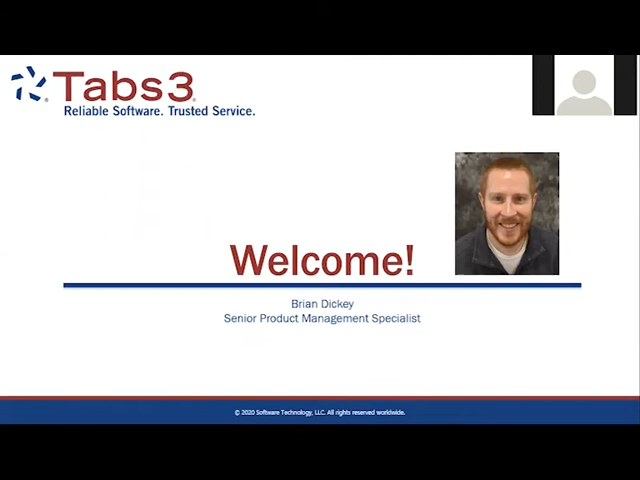 Tabs3
Reliable Software. Trusted Service.
Welcome!
Brian Dickey
Senior Product Management Specialist
© 2020 Software Technology, LLC. All rights reserved worldwide.